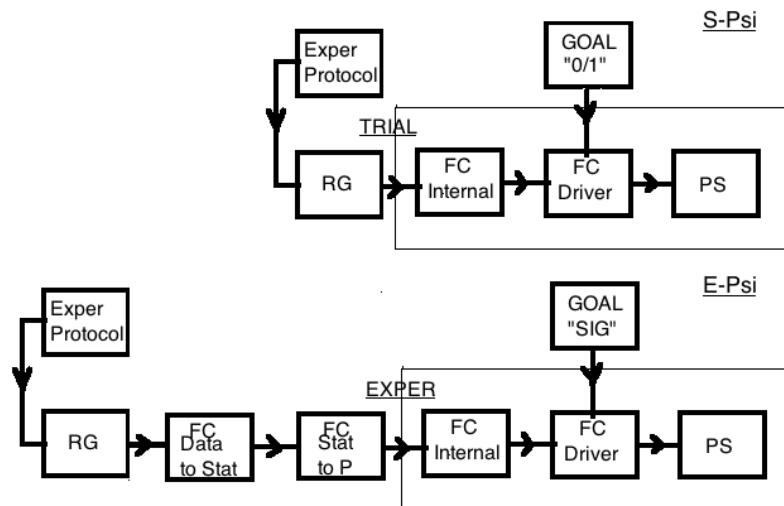 S-Psi
Exper
Protocol
GOAL
"0/1"
TRIAL
RG
FC
Internal
FC
Driver
PS
E-Psi
Exper
Protocol
GOAL
"SIG"
EXPER
RG
FC
Data
to Stat
FC
Stat
to P
FC
Internal
FC
Driver
PS